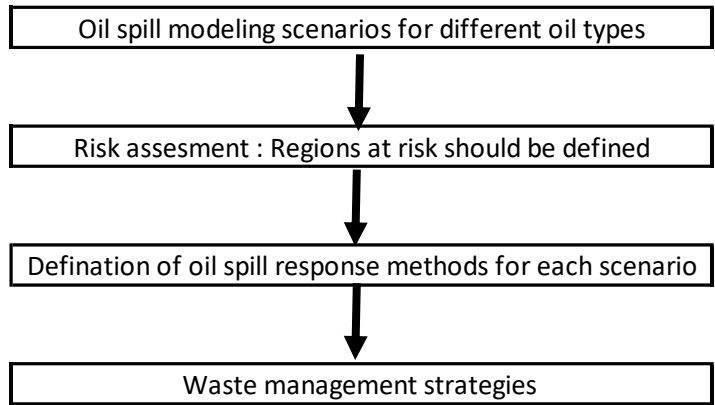 Oil spill modeling scenarios for different oil types
Risk assesment : Regions at risk should be defined
Defination of oil spill response methods for each scenario
Waste management strategies